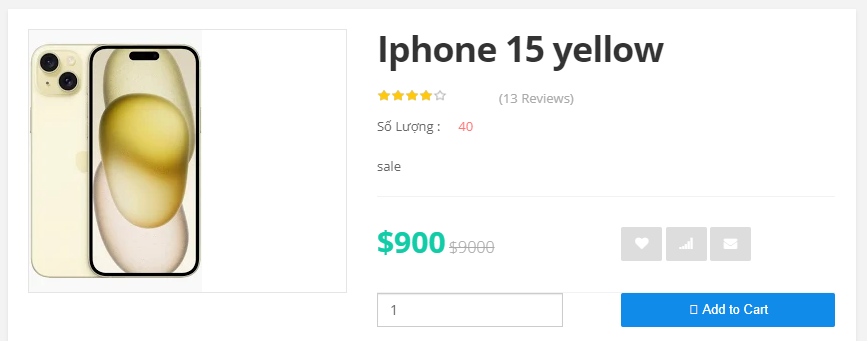 Iphone 15 yellow
(13 Reviews)
Số Lượng : 40
sale
$900 $9000
1
Add to Cart